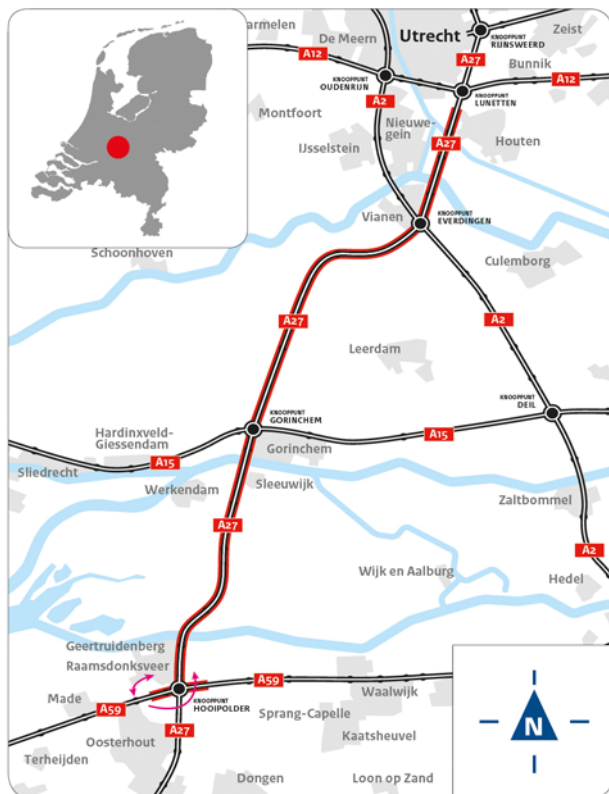 armelen
De Meern
Utrecht
KNOOPPUNT
RIJNSWEERD
Zeist
A12
A27
Bunnik
A12
KNOOPPUNT
OUDENRIJN
KNOOPPUNT
LUNETTEN
A2
Montfoort
Nieuwe-
gein
A27
Houten
IJsselstein
Vianen
KNOOPPUNT
EVERDINGEN
Schoonhoven
Culemborg
A27
A2
Leerdam
KNOOPPUNT
DEIL
KNOOPPUNT
GORINCHEM
Hardinxveld-
Giessendam
A15
Gorinchem
A15
Sliedrecht
Werkendam
Sleeuwijk
Zaltbommel
A27
A2
Wijk en Aalburg
Hedel
Geertruidenberg
Raamsdonksveer
A59
Made
Waalwijk
KNOOPPUNT
HOOIPOLDER
A59
Sprang-Capelle
A27
Kaatsheuvel
Oosterhout
Terheijden
Dongen
Loon op Zand
N